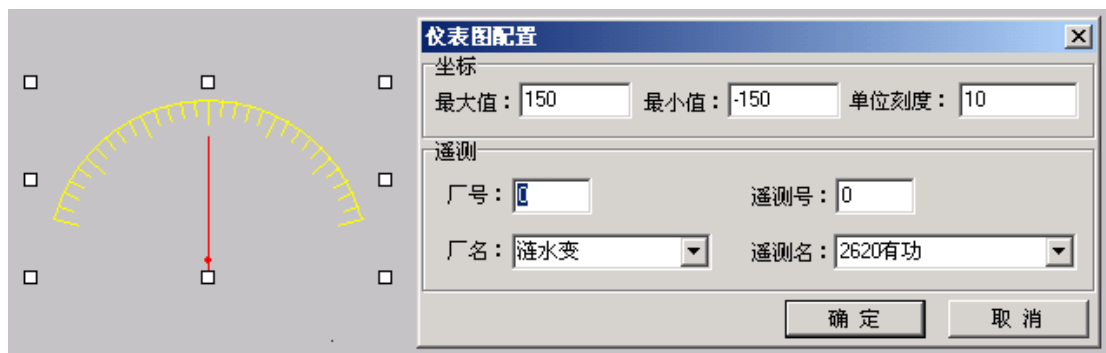 仪表图配置
坐标
最大值： 150 最小值： -150 单位刻度： 10
遥测
厂号： 0 遥测号： 0
厂名： 涟水变 遥测名： 2620有功
确 定 取 消